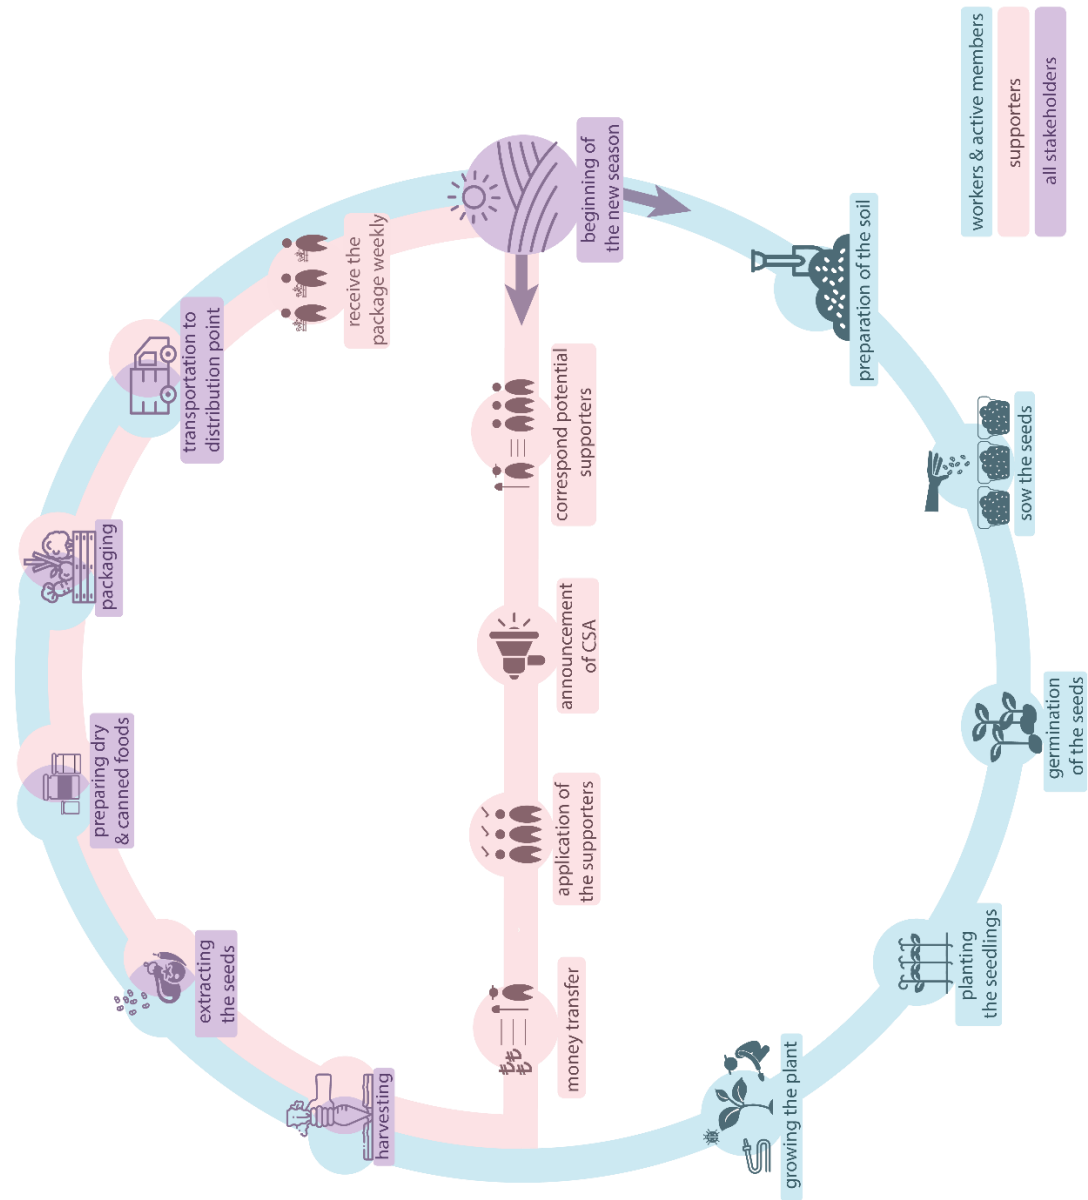 workers & active members
supporters
all stakeholders
beginning of
the new season
preparation of the soil
sow the seeds
germination
of the seeds
planting
the seedlings
growing the plant
correspond potential
supporters
announcement
of CSA
application of
the supporters
money transfer
harvesting
extracting
the seeds
preparing dry
& canned foods
packaging
transportation to
distribution point
receive the
package weekly